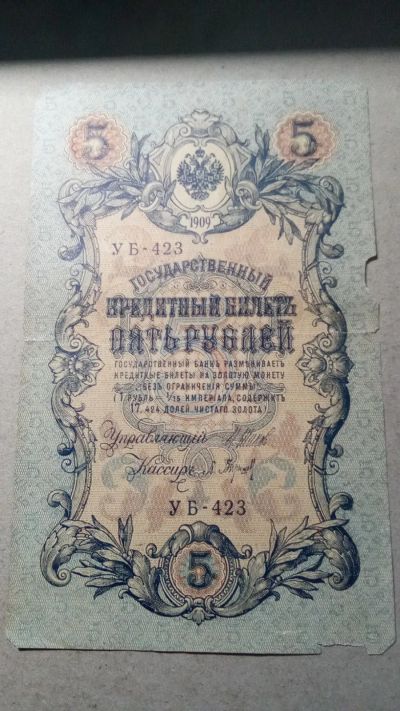 5 5
1909
УБ-423
ГОСУДАРСТВЕННЫЙ
КРЕДИТНЫЙ БИЛЕТЪ
ПЯТЬ РУБЛЕЙ
ГОСУДАРСТВЕННЫЙ БАНКЪ РАЗМѢНИВАЕТЪ
КРЕДИТНЫЕ БИЛЕТЫ НА ЗОЛОТУЮ МОНЕТУ
БЕЗЪ ОГРАНИЧЕНІЯ СУММЫ
(1 РУБЛЬ = 1/15 ИМПЕРІАЛА, СОДЕРЖИТЪ
17,424 ДОЛЕЙ ЧИСТАГО ЗОЛОТА)
Управляющій
Кассиръ
УБ-423
5